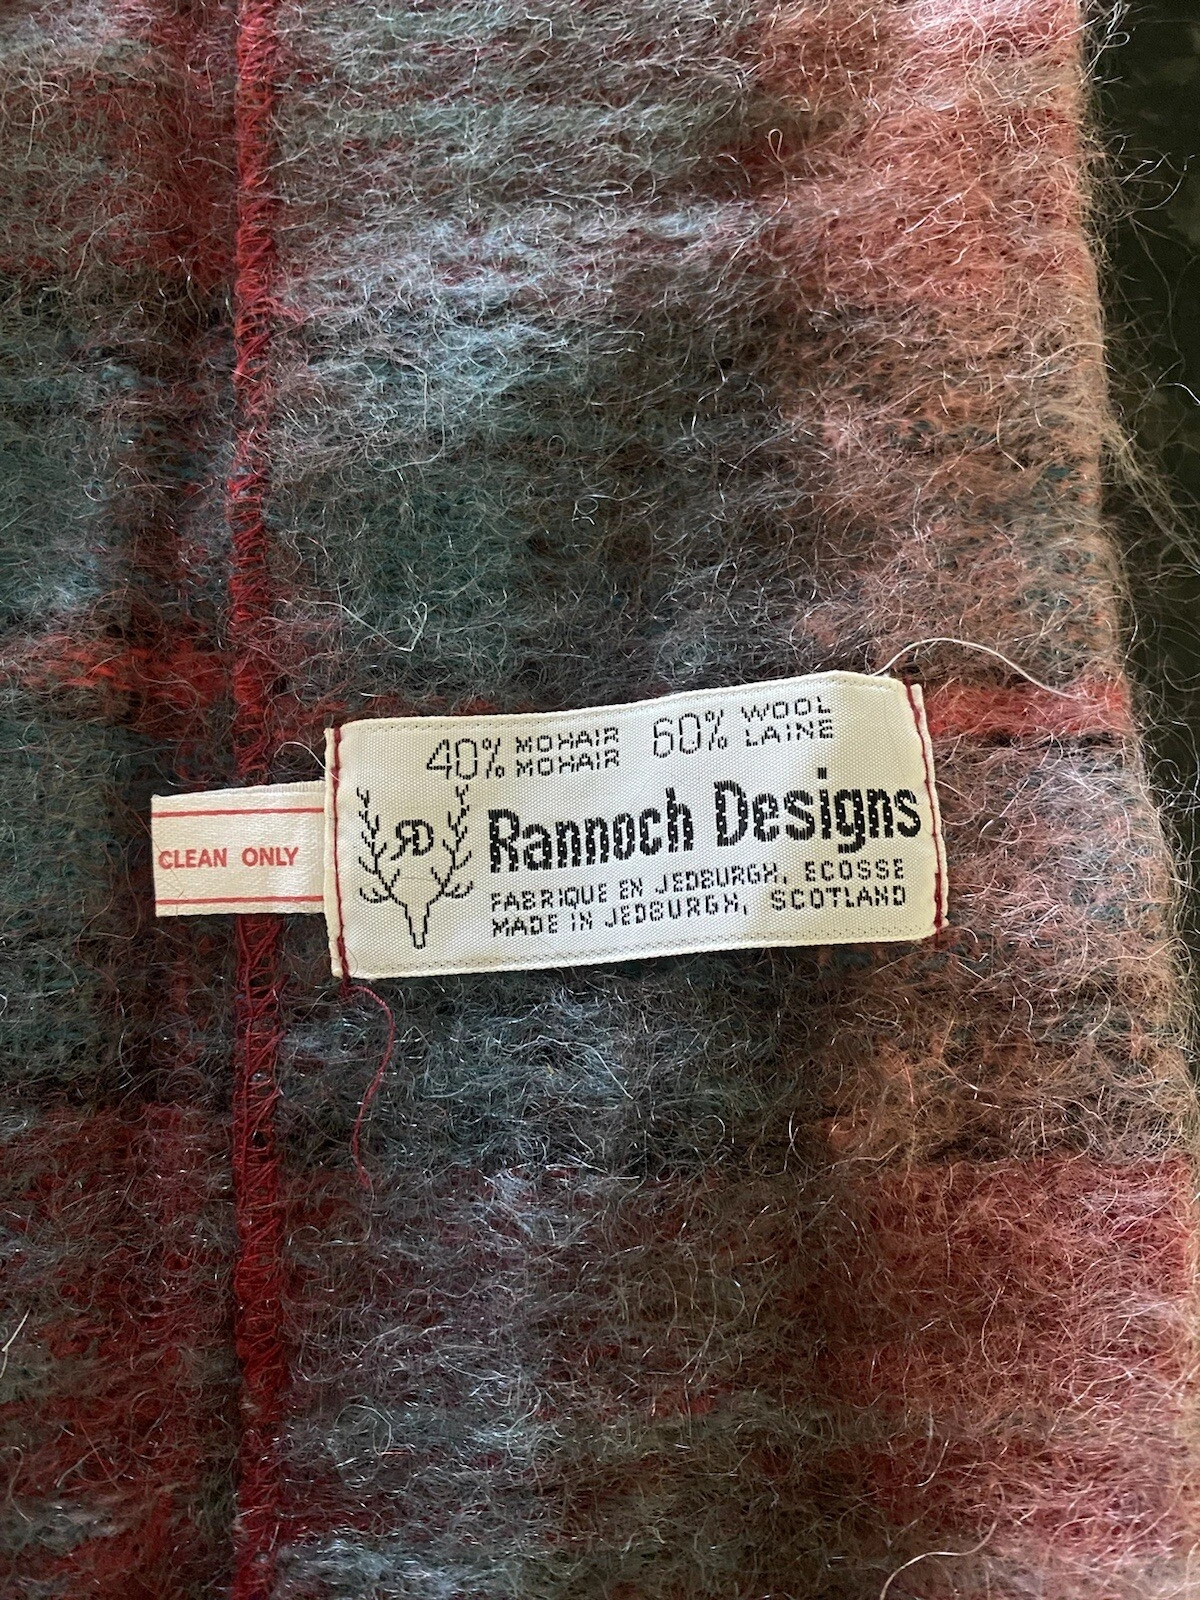 40% MOHAIR 60% WOOL
MOHAIR LAINE
RD
Rannoch Designs
FABRIQUE EN JEDBURGH, ECOSSE
MADE IN JEDBURGH, SCOTLAND
CLEAN ONLY